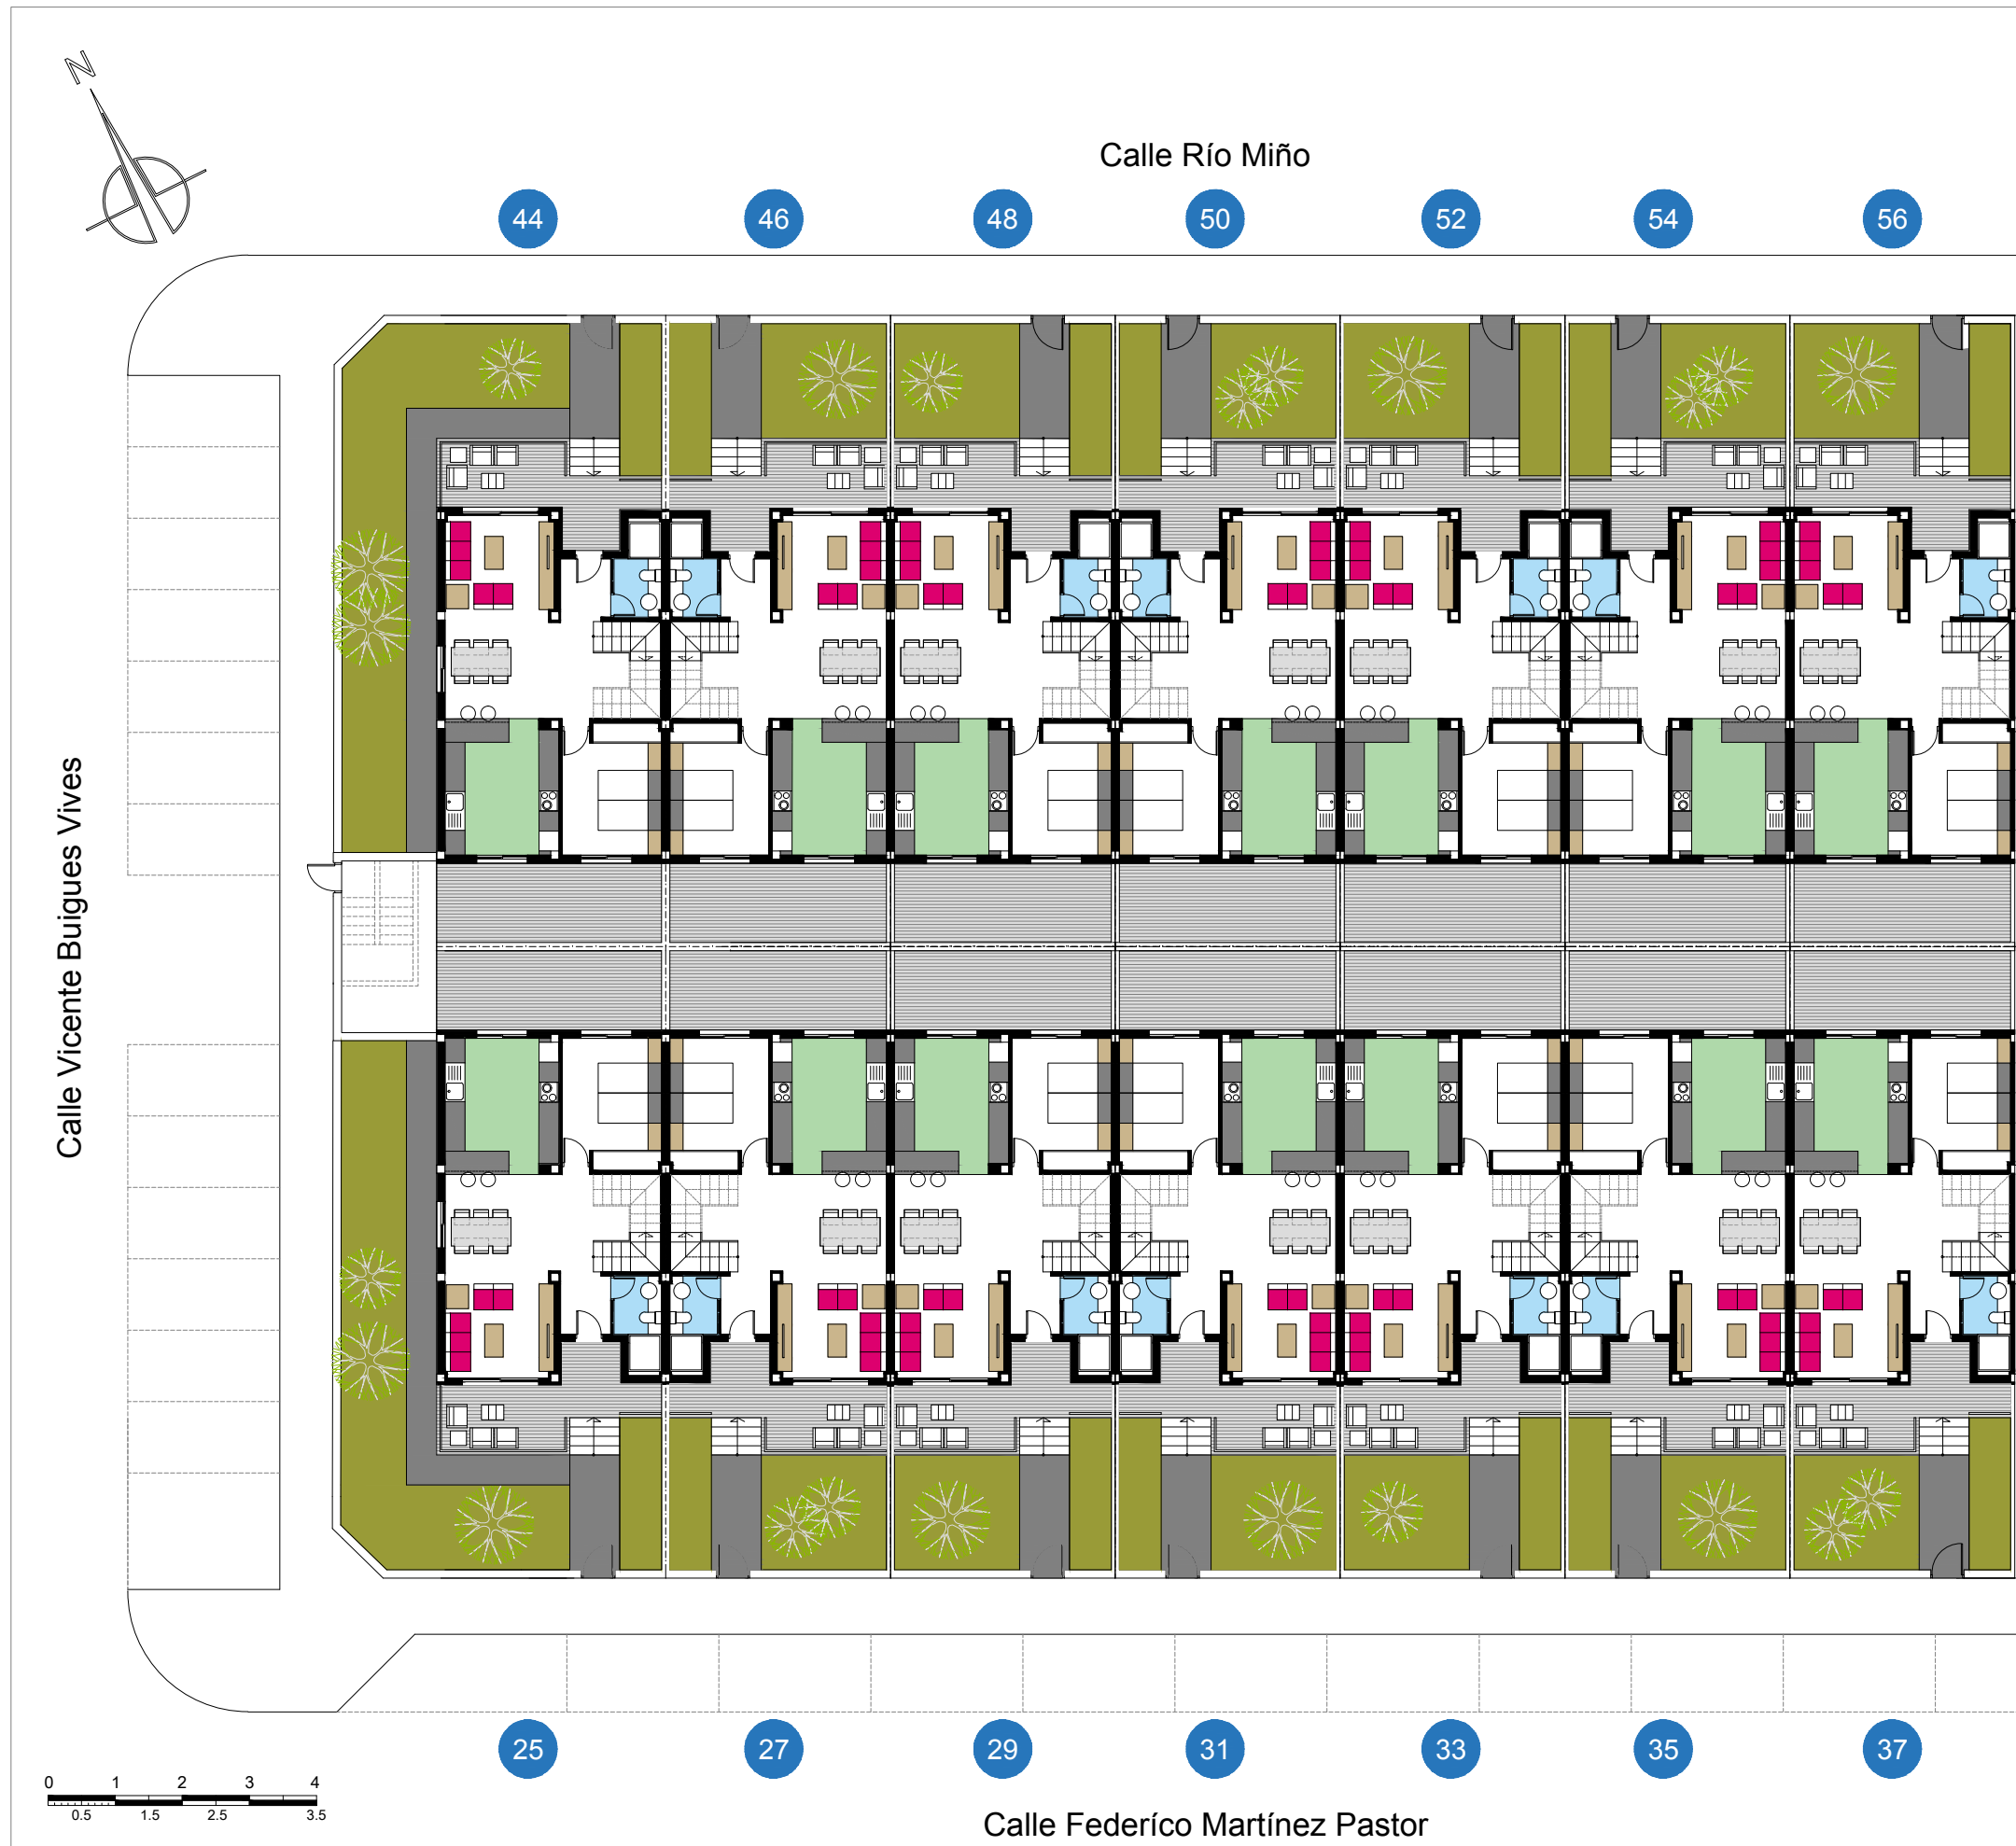 N
Calle Río Miño
44 46 48 50 52 54 56
Calle Vicente Buigues Vives
25 27 29 31 33 35 37
0 1 2 3 4
0.5 1.5 2.5 3.5
Calle Federíco Martínez Pastor